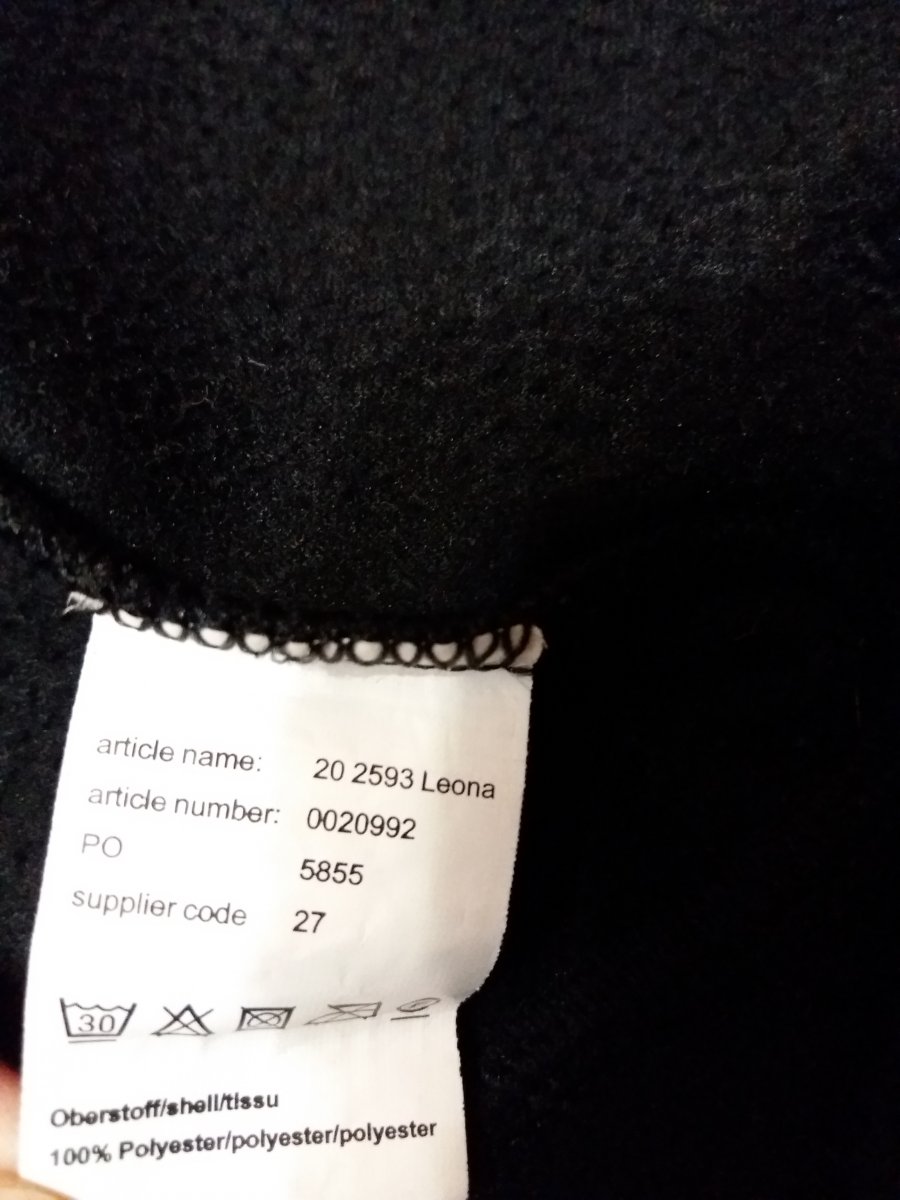 article name: 20 2593 Leona
article number: 0020992
PO 5855
supplier code 27
30
Oberstoff/shell/tissu
100% Polyester/polyester/polyester